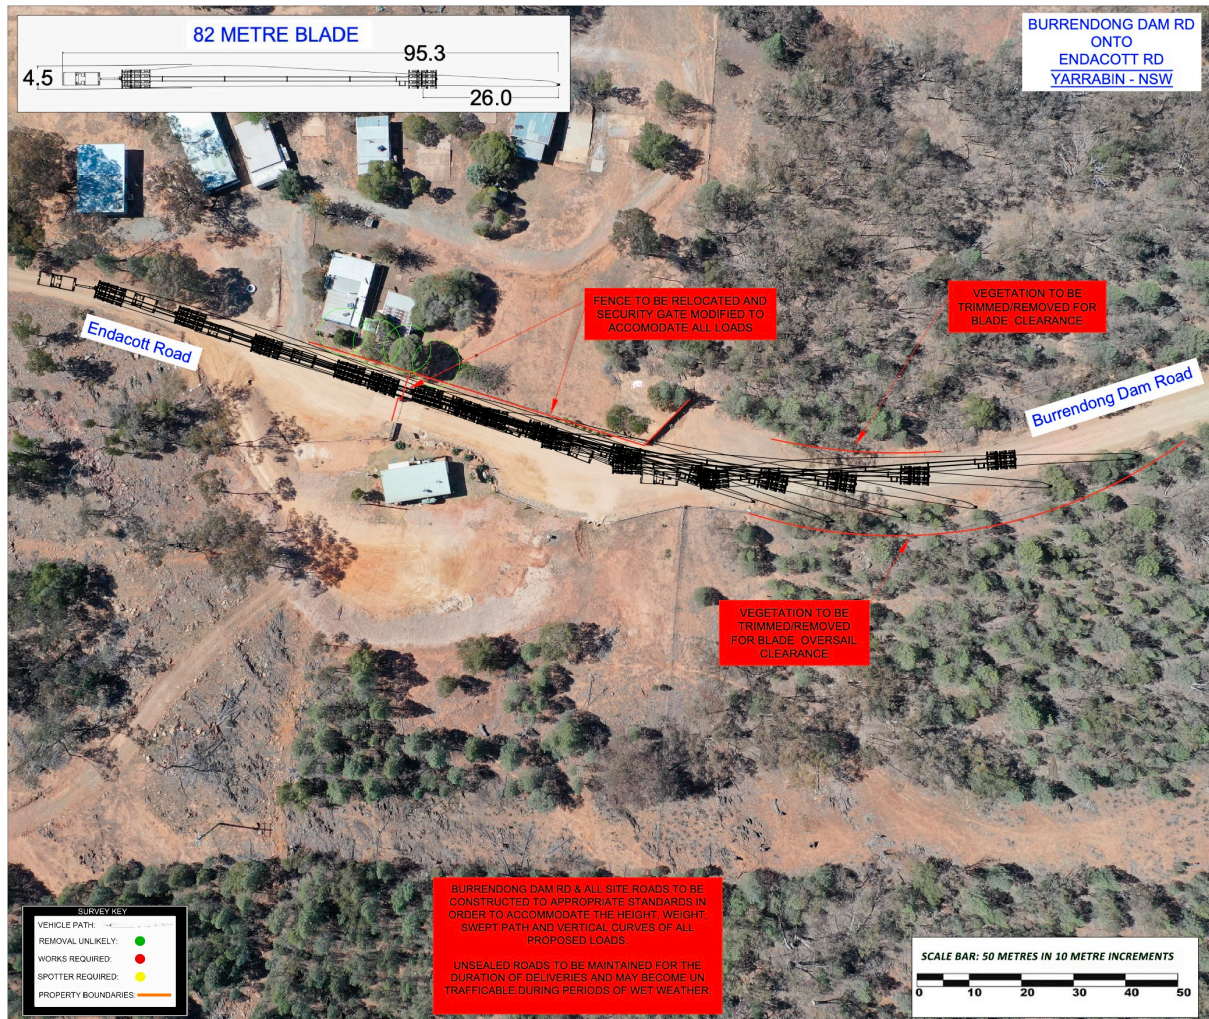 82 METRE BLADE
95.3
4.5
26.0
BURRENDONG DAM RD
ONTO
ENDACOTT RD
YARRABIN - NSW
FENCE TO BE RELOCATED AND
SECURITY GATE MODIFIED TO
ACCOMODATE ALL LOADS
VEGETATION TO BE
TRIMMED/REMOVED FOR
BLADE CLEARANCE
Endacott Road
Burrendong Dam Road
VEGETATION TO BE
TRIMMED/REMOVED
FOR BLADE OVERSAIL
CLEARANCE
BURRENDONG DAM RD & ALL SITE ROADS TO BE
CONSTRUCTED TO APPROPRIATE STANDARDS IN
ORDER TO ACCOMMODATE THE HEIGHT, WEIGHT,
SWEPT PATH AND VERTICAL CURVES OF ALL
PROPOSED LOADS.
UNSEALED ROADS TO BE MAINTAINED FOR THE
DURATION OF DELIVERIES AND MAY BECOME UN
TRAFFICABLE DURING PERIODS OF WET WEATHER.
SURVEY KEY
VEHICLE PATH:
REMOVAL UNLIKELY:
WORKS REQUIRED:
SPOTTER REQUIRED:
PROPERTY BOUNDARIES:
SCALE BAR: 50 METRES IN 10 METRE INCREMENTS
0 10 20 30 40 50